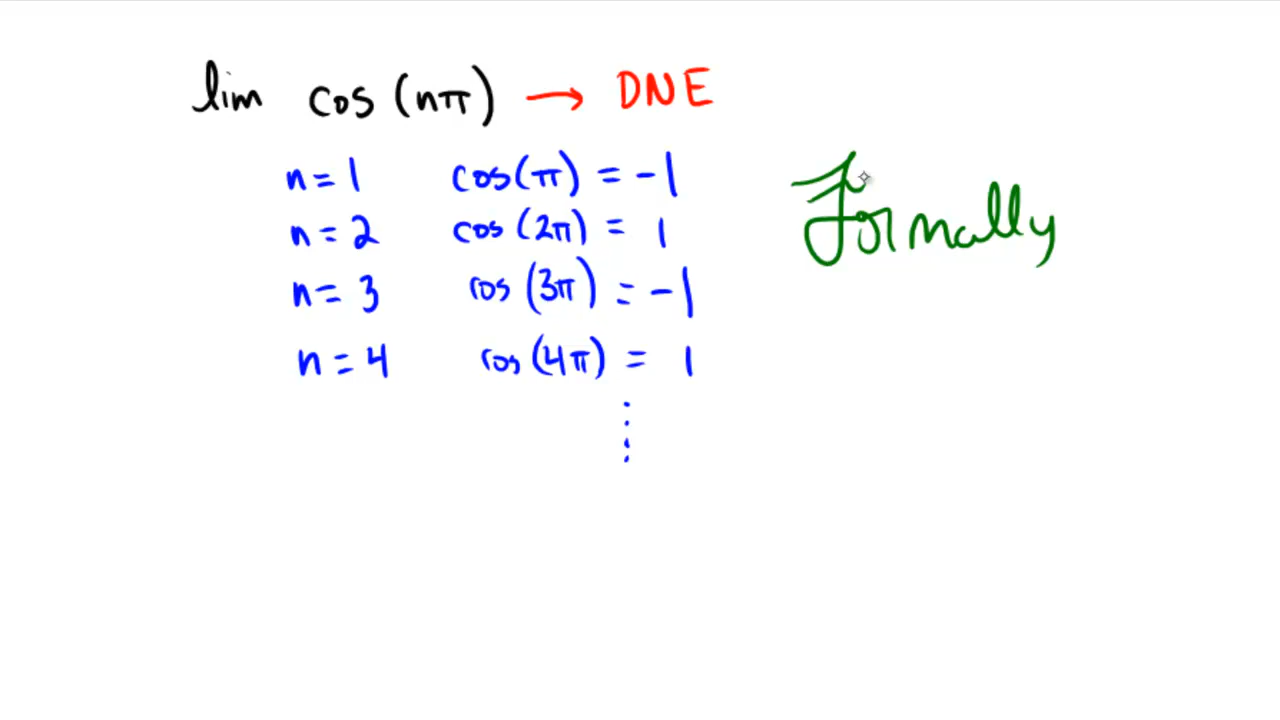 lim cos (nπ) → DNE
n = 1 cos(π) = -1
n = 2 cos (2π) = 1
n = 3 cos (3π) = -1
n = 4 cos (4π) = 1
⋮
Formally